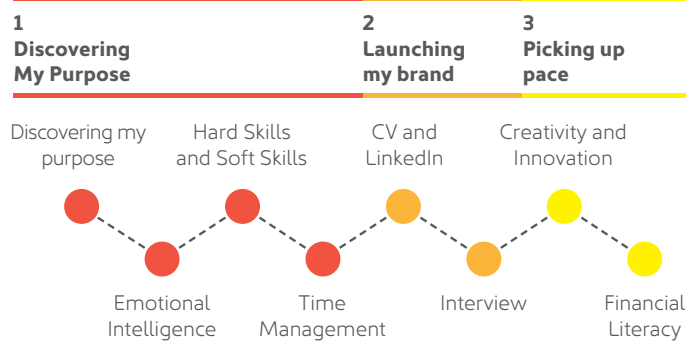 1
Discovering
My Purpose
2
Launching
my brand
3
Picking up
pace
Discovering my
purpose
Hard Skills
and Soft Skills
CV and
LinkedIn
Creativity and
Innovation
Emotional
Intelligence
Time
Management
Interview
Financial
Literacy